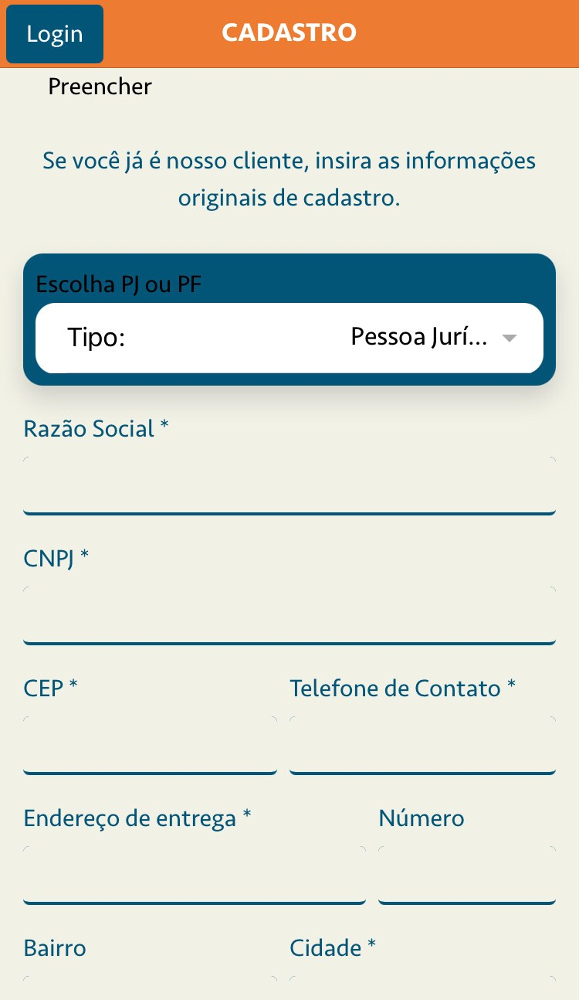 Login
CADASTRO
Preencher
Se você já é nosso cliente, insira as informações
originais de cadastro.
Escolha PJ ou PF
Tipo: Pessoa Jurí...
Razão Social *
CNPJ *
CEP * Telefone de Contato *
Endereço de entrega * Número
Bairro Cidade *